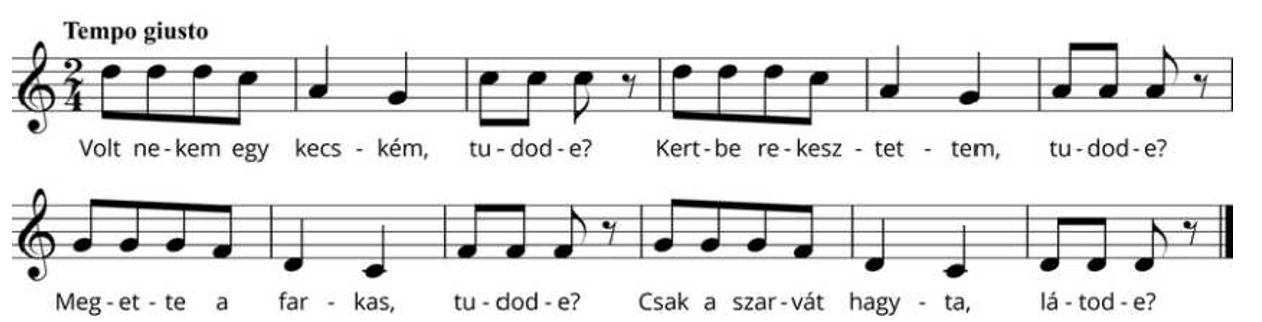 Tempo giusto
2
4
Volt ne-kem egy kecs - kém, tu-dod-e? Kert-be re-kesz - tet - tem, tu-dod-e?
Meg-et-te a far - kas, tu-dod-e? Csak a szar-vát hagy - ta, lá-tod-e?